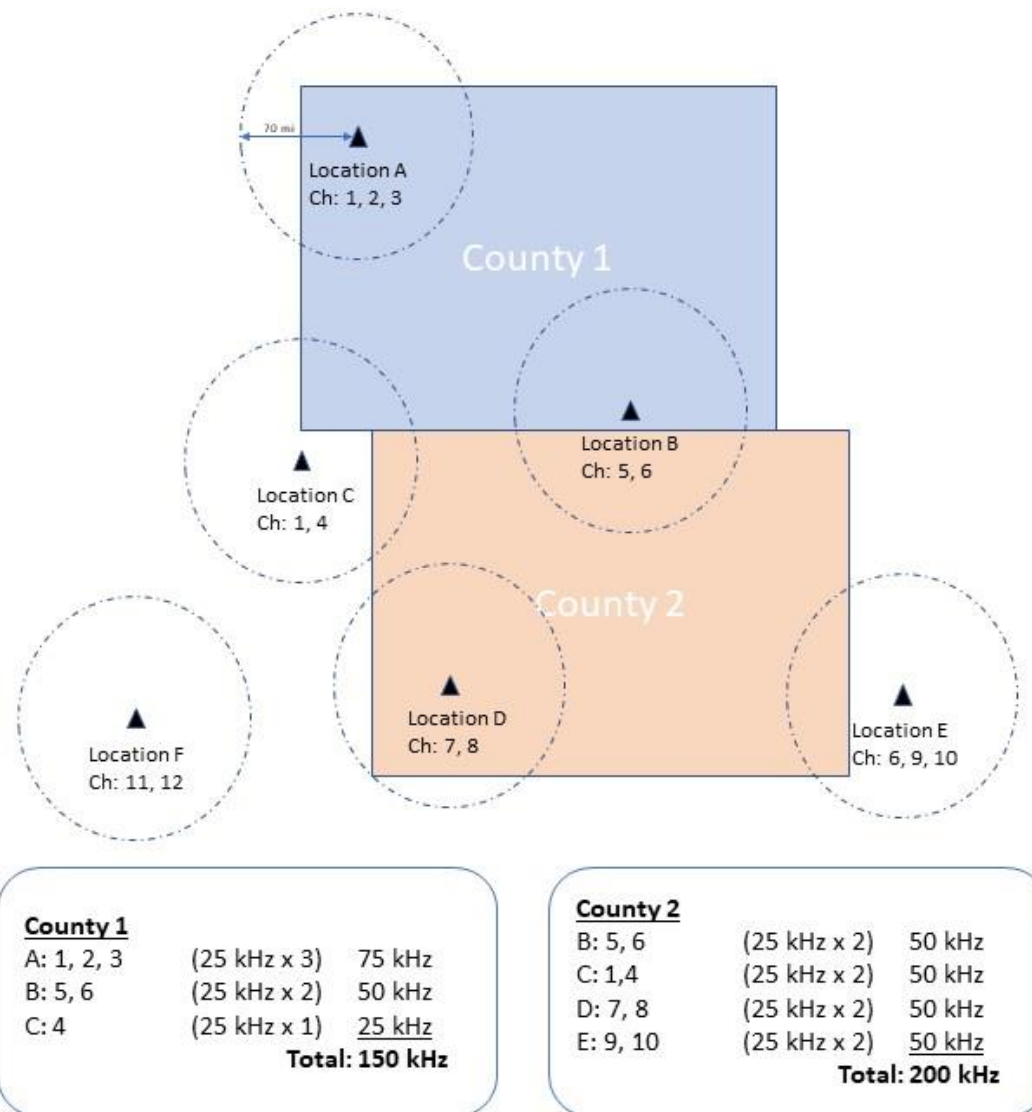 70 mi
Location A
Ch: 1, 2, 3
County 1
Location B
Ch: 5, 6
Location C
Ch: 1, 4
County 2
Location D
Ch: 7, 8
Location E
Ch: 6, 9, 10
Location F
Ch: 11, 12
County 1
A: 1, 2, 3 (25 kHz x 3) 75 kHz
B: 5, 6 (25 kHz x 2) 50 kHz
C: 4 (25 kHz x 1) 25 kHz
Total: 150 kHz
County 2
B: 5, 6 (25 kHz x 2) 50 kHz
C: 1,4 (25 kHz x 2) 50 kHz
D: 7, 8 (25 kHz x 2) 50 kHz
E: 9, 10 (25 kHz x 2) 50 kHz
Total: 200 kHz